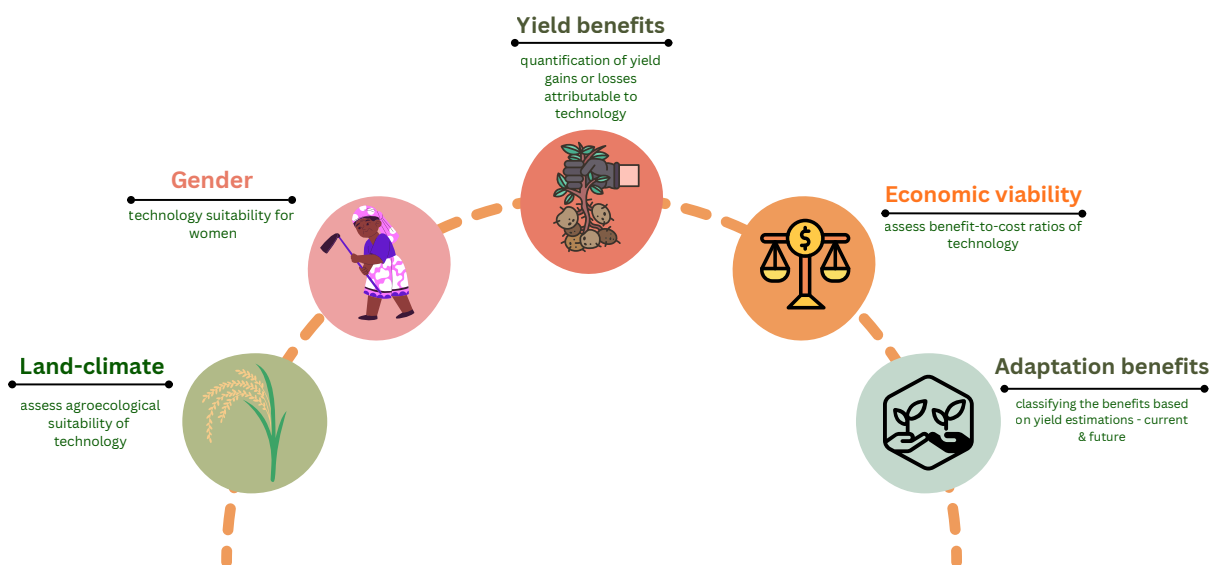 Yield benefits
quantification of yield
gains or losses
attributable to
technology
Gender
technology suitability for
women
Economic viability
assess benefit-to-cost ratios of
technology
Land-climate
assess agroecological
suitability of
technology
Adaptation benefits
classifying the benefits based
on yield estimations - current
& future
$